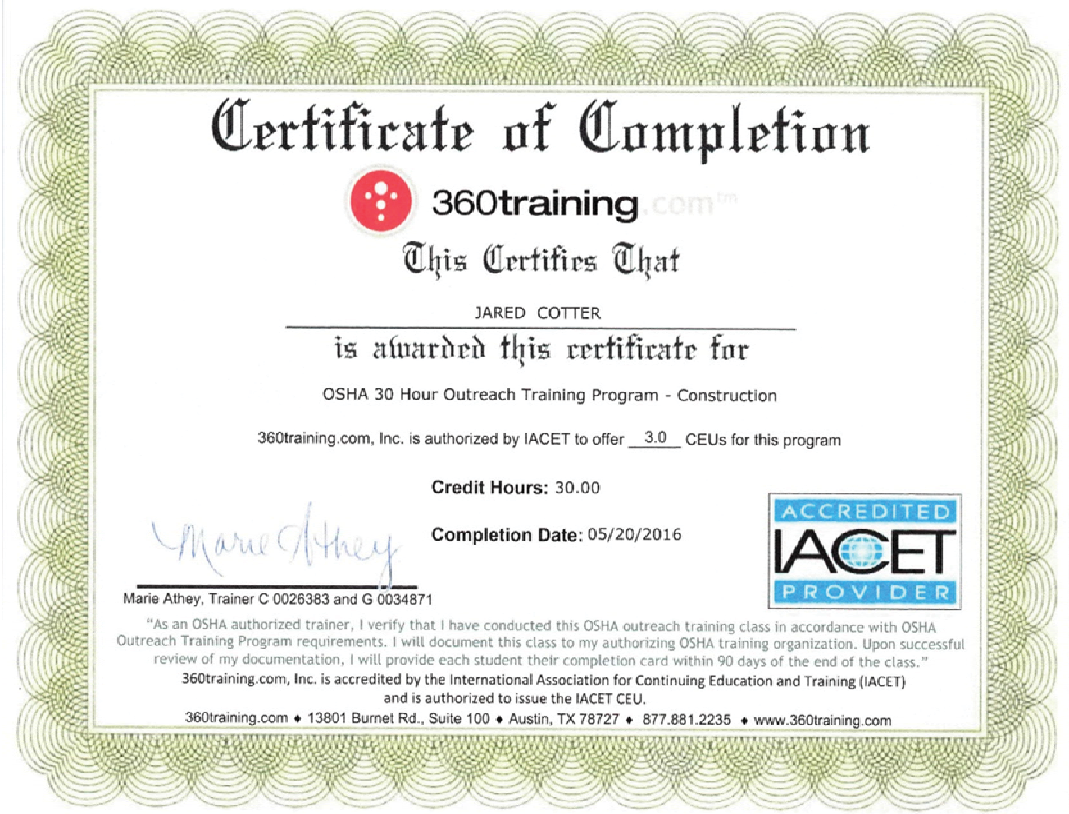 Certificate of Completion
360training.com™
This Certifies That
JARED COTTER
is awarded this certificate for
OSHA 30 Hour Outreach Training Program - Construction
360training.com, Inc. is authorized by IACET to offer 3.0 CEUs for this program
Credit Hours: 30.00
Completion Date: 05/20/2016
Marie Athey
Marie Athey, Trainer C 0026383 and G 0034871
ACCREDITED
IACET
PROVIDER
"As an OSHA authorized trainer, I verify that I have conducted this OSHA outreach training class in accordance with OSHA
Outreach Training Program requirements. I will document this class to my authorizing OSHA training organization. Upon successful
review of my documentation, I will provide each student their completion card within 90 days of the end of the class."
360training.com, Inc. is accredited by the International Association for Continuing Education and Training (IACET)
and is authorized to issue the IACET CEU.
360training.com ♦ 13801 Burnet Rd., Suite 100 ♦ Austin, TX 78727 ♦ 877.881.2235 ♦ www.360training.com